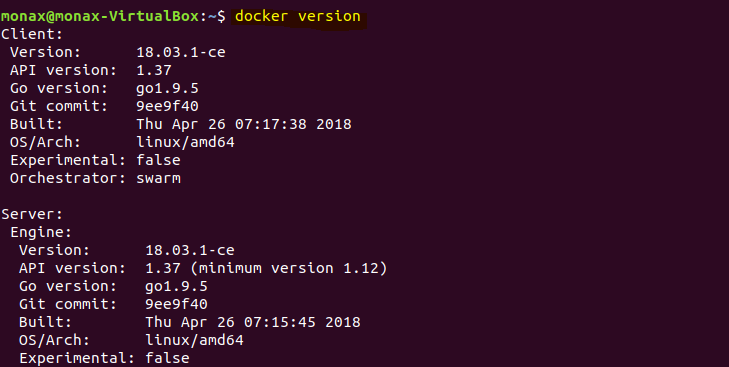 monax@monax-VirtualBox:~$ docker version
Client:
 Version:      18.03.1-ce
 API version:  1.37
 Go version:   go1.9.5
 Git commit:   9ee9f40
 Built:        Thu Apr 26 07:17:38 2018
 OS/Arch:      linux/amd64
 Experimental: false
 Orchestrator: swarm

Server:
 Engine:
  Version:      18.03.1-ce
  API version:  1.37 (minimum version 1.12)
  Go version:   go1.9.5
  Git commit:   9ee9f40
  Built:        Thu Apr 26 07:15:45 2018
  OS/Arch:      linux/amd64
  Experimental: false